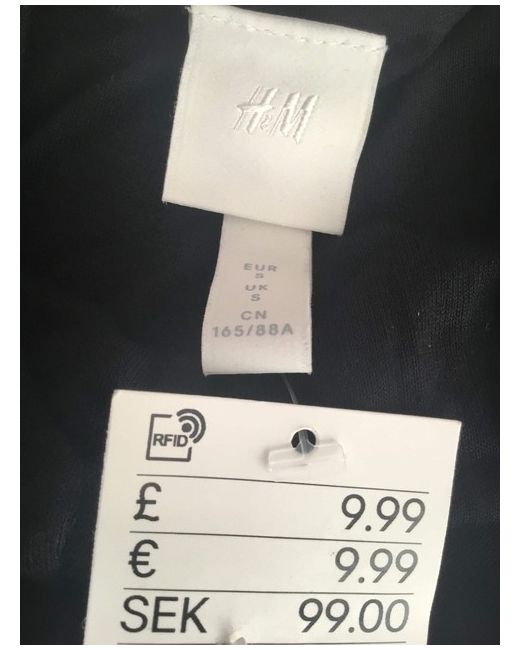 H&M
EUR
S
UK
S
CN
165/88A
RFID
£ 9.99
€ 9.99
SEK 99.00